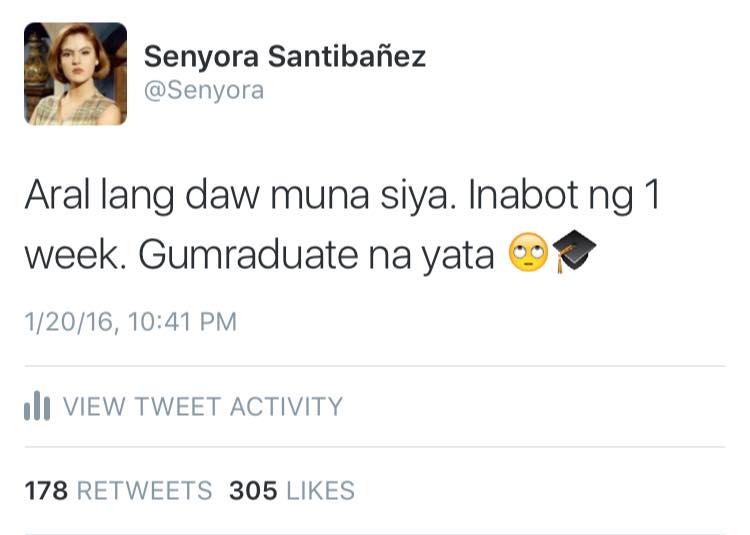 Senyora Santibañez
@Senyora
Aral lang daw muna siya. Inabot ng 1
week. Gumraduate na yata 🙄🎓
1/20/16, 10:41 PM
VIEW TWEET ACTIVITY
178 RETWEETS 305 LIKES